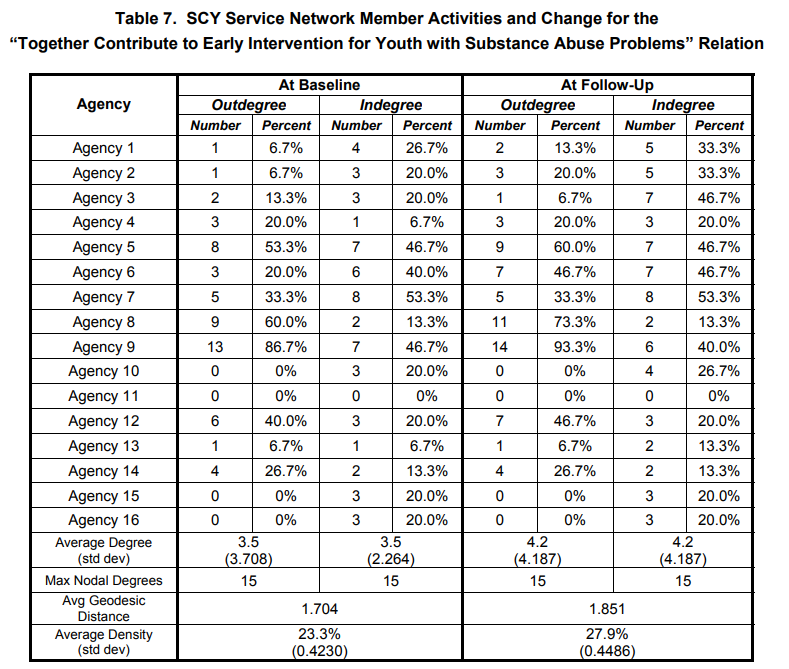 Table 7. SCY Service Network Member Activities and Change for the
“Together Contribute to Early Intervention for Youth with Substance Abuse Problems” Relation
Agency At Baseline At Follow-Up
Outdegree Indegree Outdegree Indegree
Number Percent Number Percent Number Percent Number Percent
Agency 1 1 6.7% 4 26.7% 2 13.3% 5 33.3%
Agency 2 1 6.7% 3 20.0% 3 20.0% 5 33.3%
Agency 3 2 13.3% 3 20.0% 1 6.7% 7 46.7%
Agency 4 3 20.0% 1 6.7% 3 20.0% 3 20.0%
Agency 5 8 53.3% 7 46.7% 9 60.0% 7 46.7%
Agency 6 3 20.0% 6 40.0% 7 46.7% 7 46.7%
Agency 7 5 33.3% 8 53.3% 5 33.3% 8 53.3%
Agency 8 9 60.0% 2 13.3% 11 73.3% 2 13.3%
Agency 9 13 86.7% 7 46.7% 14 93.3% 6 40.0%
Agency 10 0 0% 3 20.0% 0 0% 4 26.7%
Agency 11 0 0% 0 0% 0 0% 0 0%
Agency 12 6 40.0% 3 20.0% 7 46.7% 3 20.0%
Agency 13 1 6.7% 1 6.7% 1 6.7% 2 13.3%
Agency 14 4 26.7% 2 13.3% 4 26.7% 2 13.3%
Agency 15 0 0% 3 20.0% 0 0% 3 20.0%
Agency 16 0 0% 3 20.0% 0 0% 3 20.0%
Average Degree 3.5 3.5 4.2 4.2
(std dev) (3.708) (2.264) (4.187) (4.187)
Max Nodal Degrees 15 15 15 15
Avg Geodesic
Distance 1.704 1.851
Average Density 23.3% 27.9%
(std dev) (0.4230) (0.4486)